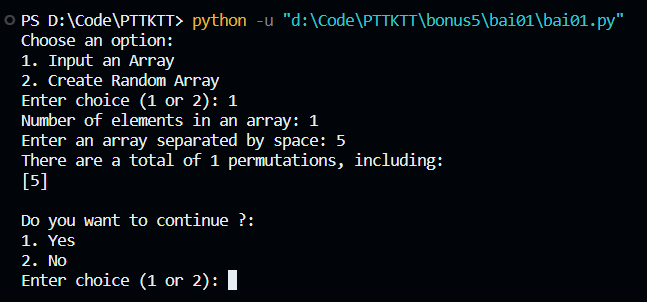 PS D:\Code\PTTKTT> python -u "d:\Code\PTTKTT\bonus5\bai01\bai01.py"
Choose an option:
1. Input an Array
2. Create Random Array
Enter choice (1 or 2): 1
Number of elements in an array: 1
Enter an array separated by space: 5
There are a total of 1 permutations, including:
[5]
Do you want to continue ?:
1. Yes
2. No
Enter choice (1 or 2):